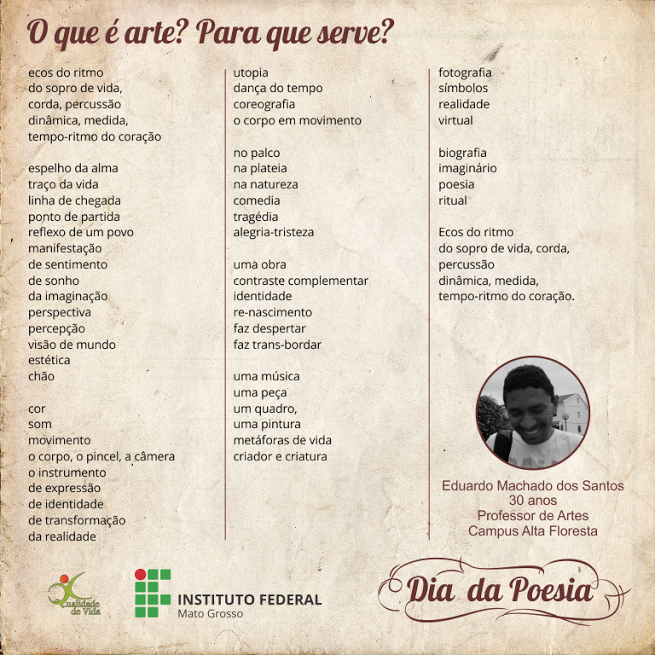 O que é arte? Para que serve?
ecos do ritmo
do sopro de vida,
corda, percussão
dinâmica, medida,
tempo-ritmo do coração
espelho da alma
traço da vida
linha de chegada
ponto de partida
reflexo de um povo
manifestação
de sentimento
de sonho
da imaginação
perspectiva
percepção
visão de mundo
estética
chão
cor
som
movimento
o corpo, o pincel, a câmera
o instrumento
de expressão
de identidade
de transformação
da realidade
utopia
dança do tempo
coreografia
o corpo em movimento
no palco
na plateia
na natureza
comedia
tragédia
alegria-tristeza
uma obra
contraste complementar
identidade
re-nascimento
faz despertar
faz trans-bordar
uma música
uma peça
um quadro,
uma pintura
metáforas de vida
criador e criatura
fotografia
símbolos
realidade
virtual
biografia
imaginário
poesia
ritual
Ecos do ritmo
do sopro de vida, corda,
percussão
dinâmica, medida,
tempo-ritmo do coração.
Eduardo Machado dos Santos
30 anos
Professor de Artes
Campus Alta Floresta
Qualidade
de Vida
INSTITUTO FEDERAL
Mato Grosso
Dia da Poesia